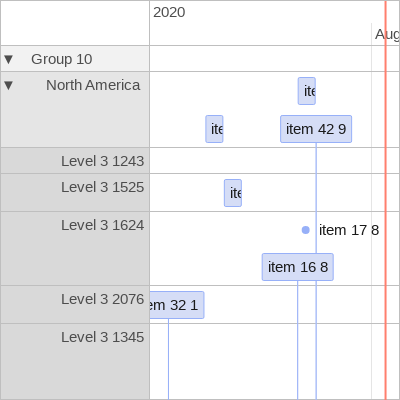 2020
Aug
▼ Group 10
▼ North America
ite
ite
item 42 9
Level 3 1243
Level 3 1525
ite
Level 3 1624
item 17 8
item 16 8
Level 3 2076
em 32 1
Level 3 1345